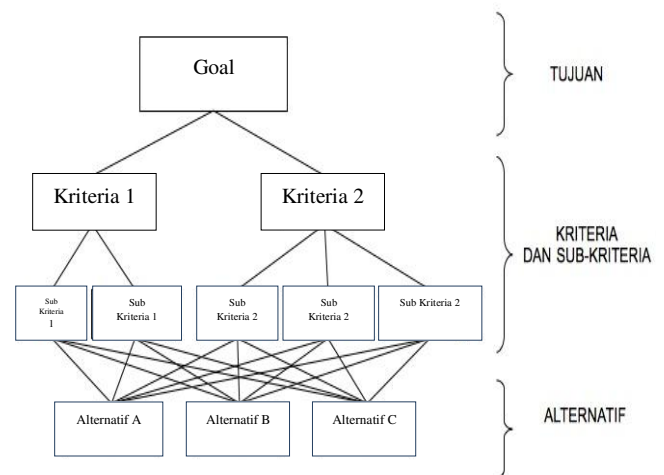 Goal
TUJUAN
Kriteria 1
Kriteria 2
KRITERIA
DAN SUB-KRITERIA
Sub
Kriteria
1
Sub
Kriteria 1
Sub
Kriteria 2
Sub
Kriteria 2
Sub Kriteria 2
Alternatif A
Alternatif B
Alternatif C
ALTERNATIF